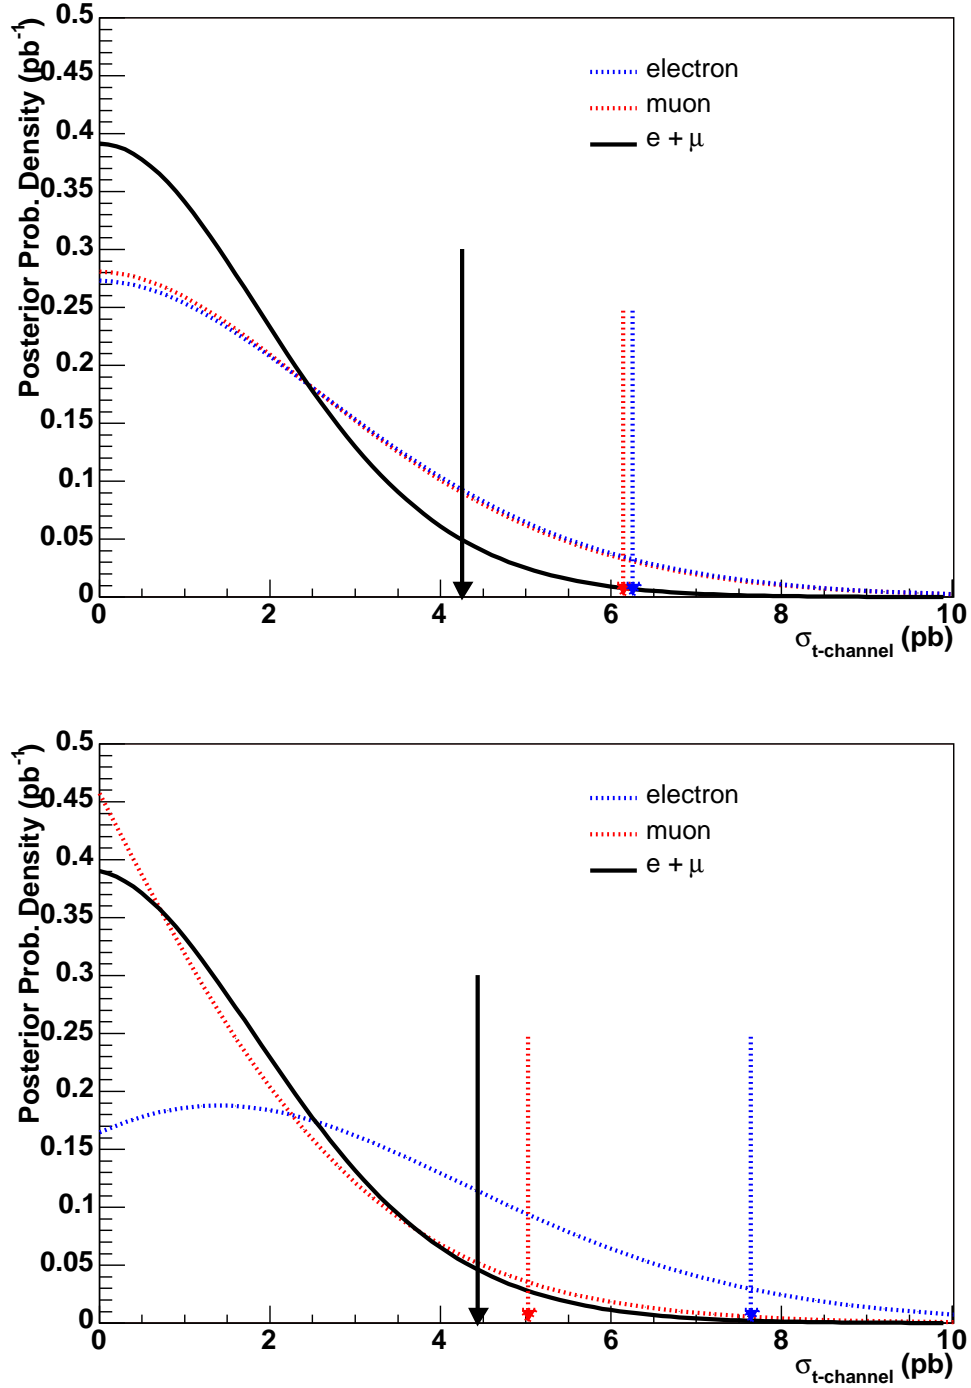 Posterior Prob. Density (pb⁻¹)
0.5
0.45
0.4
0.35
0.3
0.25
0.2
0.15
0.1
0.05
0
electron
muon
e + μ
0 2 4 6 8 10
σt-channel (pb)
Posterior Prob. Density (pb⁻¹)
0.5
0.45
0.4
0.35
0.3
0.25
0.2
0.15
0.1
0.05
0
electron
muon
e + μ
0 2 4 6 8 10
σt-channel (pb)